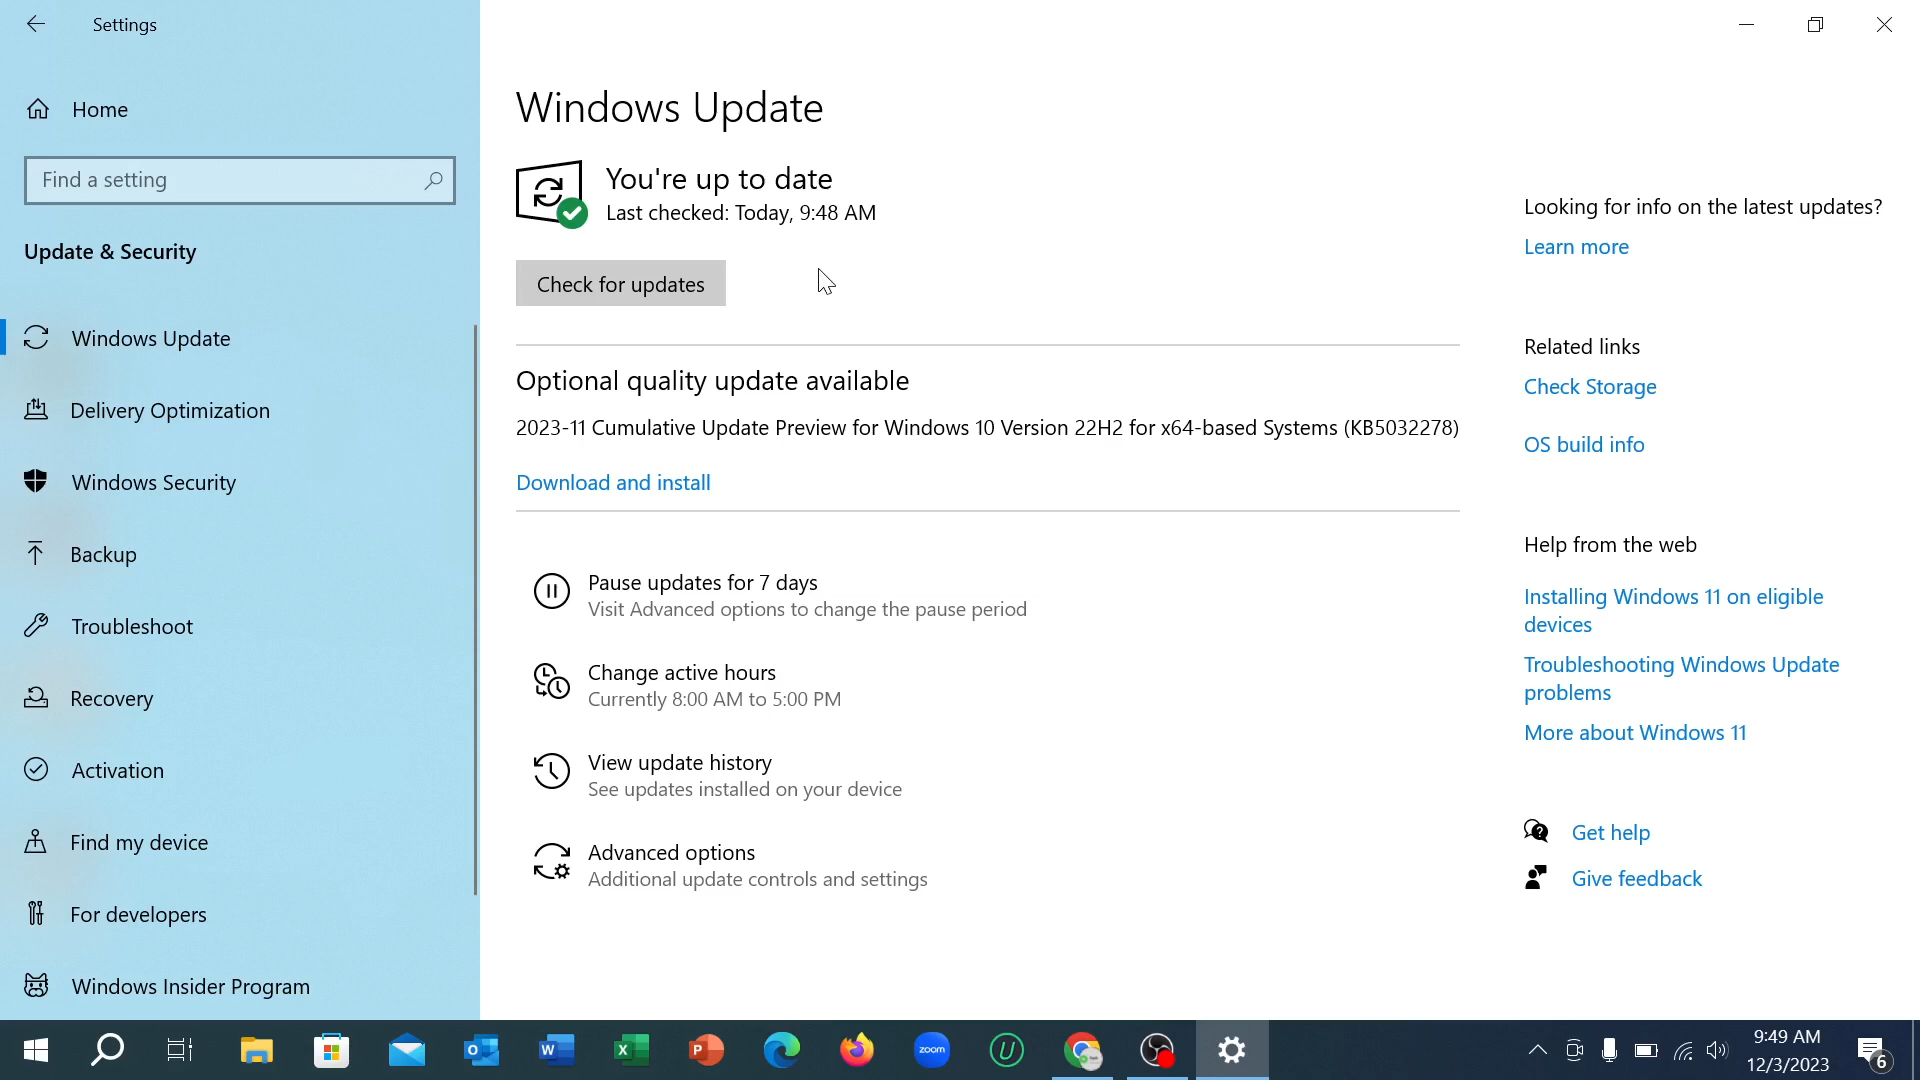 Settings
Home
Find a setting
Update & Security
Windows Update
Delivery Optimization
Windows Security
Backup
Troubleshoot
Recovery
Activation
Find my device
For developers
Windows Insider Program
Windows Update
You're up to date
Last checked: Today, 9:48 AM
Check for updates
Optional quality update available
2023-11 Cumulative Update Preview for Windows 10 Version 22H2 for x64-based Systems (KB5032278)
Download and install
Pause updates for 7 days
Visit Advanced options to change the pause period
Change active hours
Currently 8:00 AM to 5:00 PM
View update history
See updates installed on your device
Advanced options
Additional update controls and settings
Looking for info on the latest updates?
Learn more
Related links
Check Storage
OS build info
Help from the web
Installing Windows 11 on eligible
devices
Troubleshooting Windows Update
problems
More about Windows 11
Get help
Give feedback
zoom
9:49 AM
12/3/2023
6